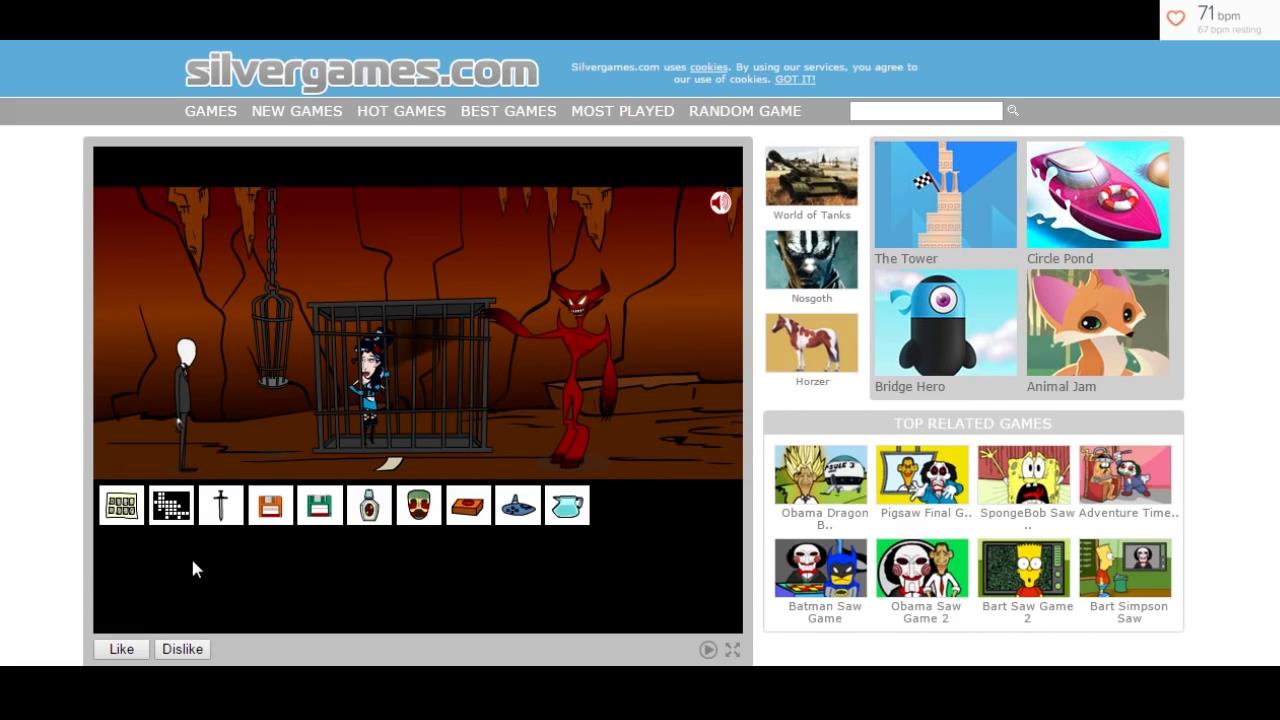 71 bpm
67 bpm resting
silvergames.com
Silvergames.com uses cookies. By using our services, you agree to
our use of cookies. GOT IT!
GAMES NEW GAMES HOT GAMES BEST GAMES MOST PLAYED RANDOM GAME
World of Tanks
Nosgoth
Horzer
The Tower
Circle Pond
Bridge Hero
Animal Jam
TOP RELATED GAMES
Obama Dragon
B..
Pigsaw Final G..
SpongeBob Saw
..
Adventure Time..
Batman Saw
Game
Obama Saw
Game 2
Bart Saw Game
2
Bart Simpson
Saw
Like Dislike